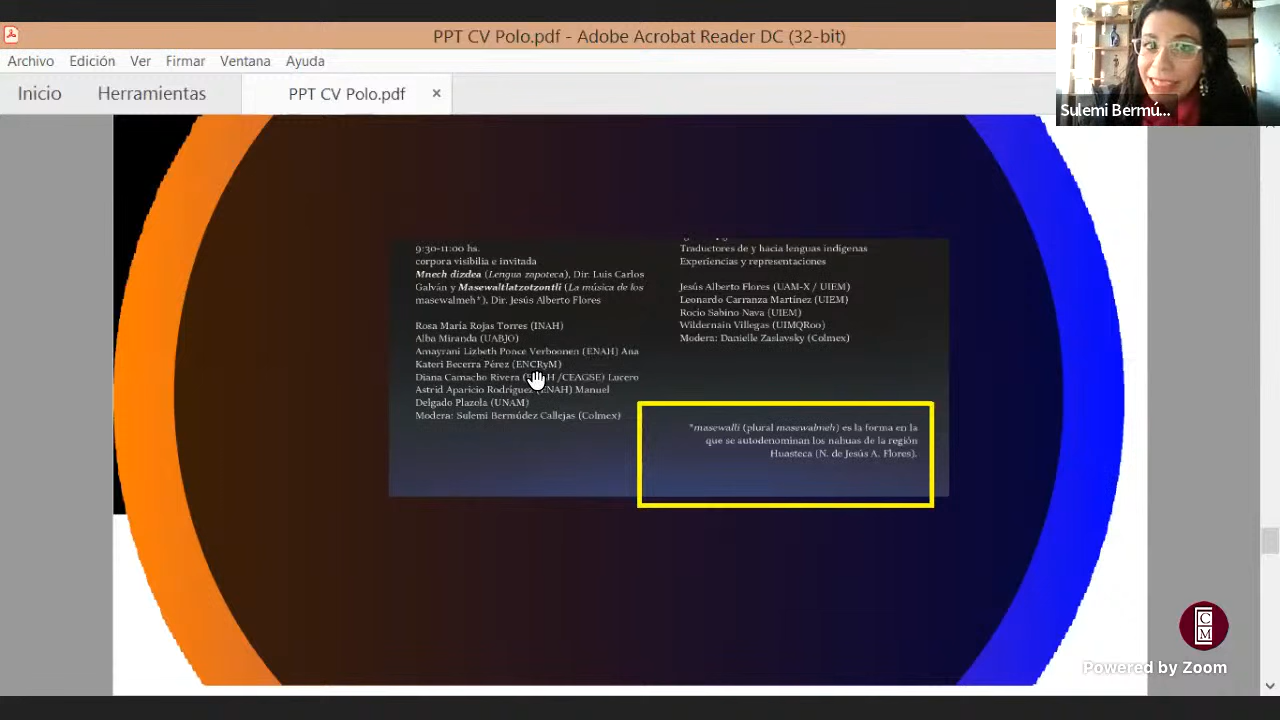 PPT CV Polo.pdf - Adobe Acrobat Reader DC (32-bit)
Archivo Edición Ver Firmar Ventana Ayuda
Inicio Herramientas PPT CV Polo.pdf ×
Sulemi Bermú...
9:30-11:00 hs.
corpora visibilia e invitada
Mnech dizdea (Lengua zapoteca), Dir. Luis Carlos
Galván y Masewaltlatzotzontli (La música de los
masewalmeh*), Dir. Jesús Alberto Flores
Rosa María Rojas Torres (INAH)
Alba Miranda (UABJO)
Amayrani Lizbeth Ponce Verboonen (ENAH) Ana
Kateri Becerra Pérez (ENCRyM)
Diana Camacho Rivera /CEAGSE) Lucero
Astrid Aparicio Rodríguez (ENAH) Manuel
Delgado Plazola (UNAM)
Modera: Sulemi Bermúdez Callejas (Colmex)
Traductores de y hacia lenguas indígenas
Experiencias y representaciones
Jesús Alberto Flores (UAM-X / UIEM)
Leonardo Carranza Martínez (UIEM)
Rocío Sabino Nava (UIEM)
Wildernain Villegas (UIMQRoo)
Modera: Danielle Zaslavsky (Colmex)
*masewalli (plural masewalmeh) es la forma en la
que se autodenominan los nahuas de la región
Huasteca (N. de Jesús A. Flores).
C
M
Powered by Zoom